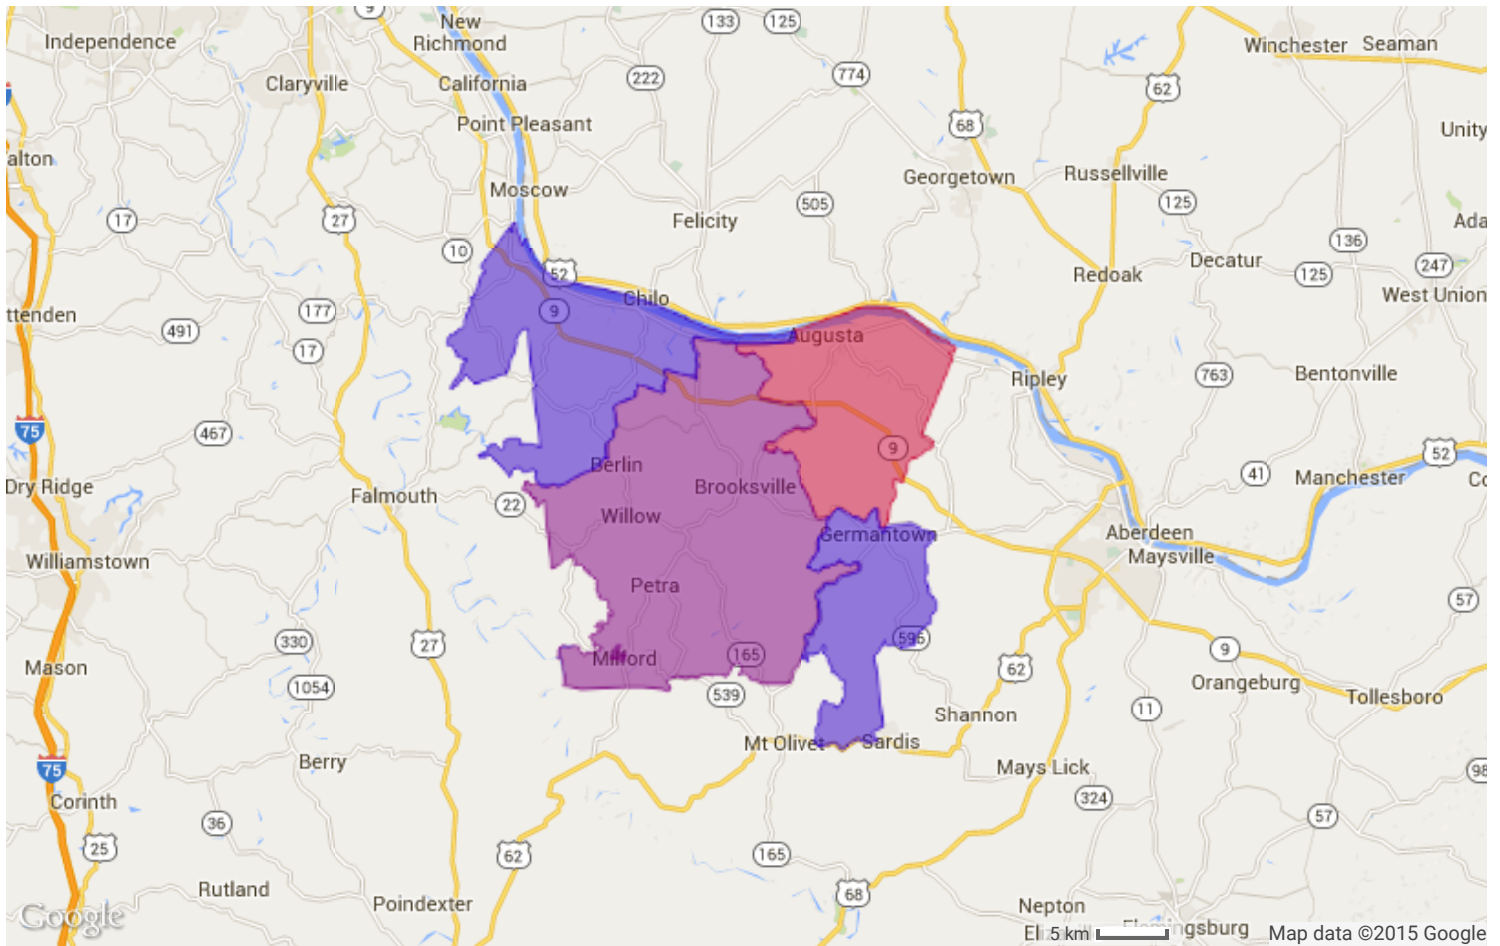 9
133
125
New
Richmond
Independence
Winchester
Seaman
222
774
62
Claryville
California
68
Point Pleasant
Unity
alton
Georgetown
Russellville
Moscow
17
27
505
125
Felicity
Ada
10
136
Decatur
52
Redoak
125
247
Chilo
West Union
ttenden
177
9
491
Augusta
17
Ripley
763
Bentonville
75
467
9
52
Berlin
41
Manchester
Dry Ridge
Brooksville
Falmouth
22
Willow
Germantown
Aberdeen
Maysville
Williamstown
Petra
57
330
27
596
9
Mason
Milford
165
62
1054
539
Orangeburg
Tollesboro
Shannon
11
Mt Olivet
Sardis
Berry
75
Mays Lick
98
Corinth
324
36
57
25
62
165
Rutland
68
Poindexter
Nepton
Google
Flemingsburg
5 km
Map data ©2015 Google